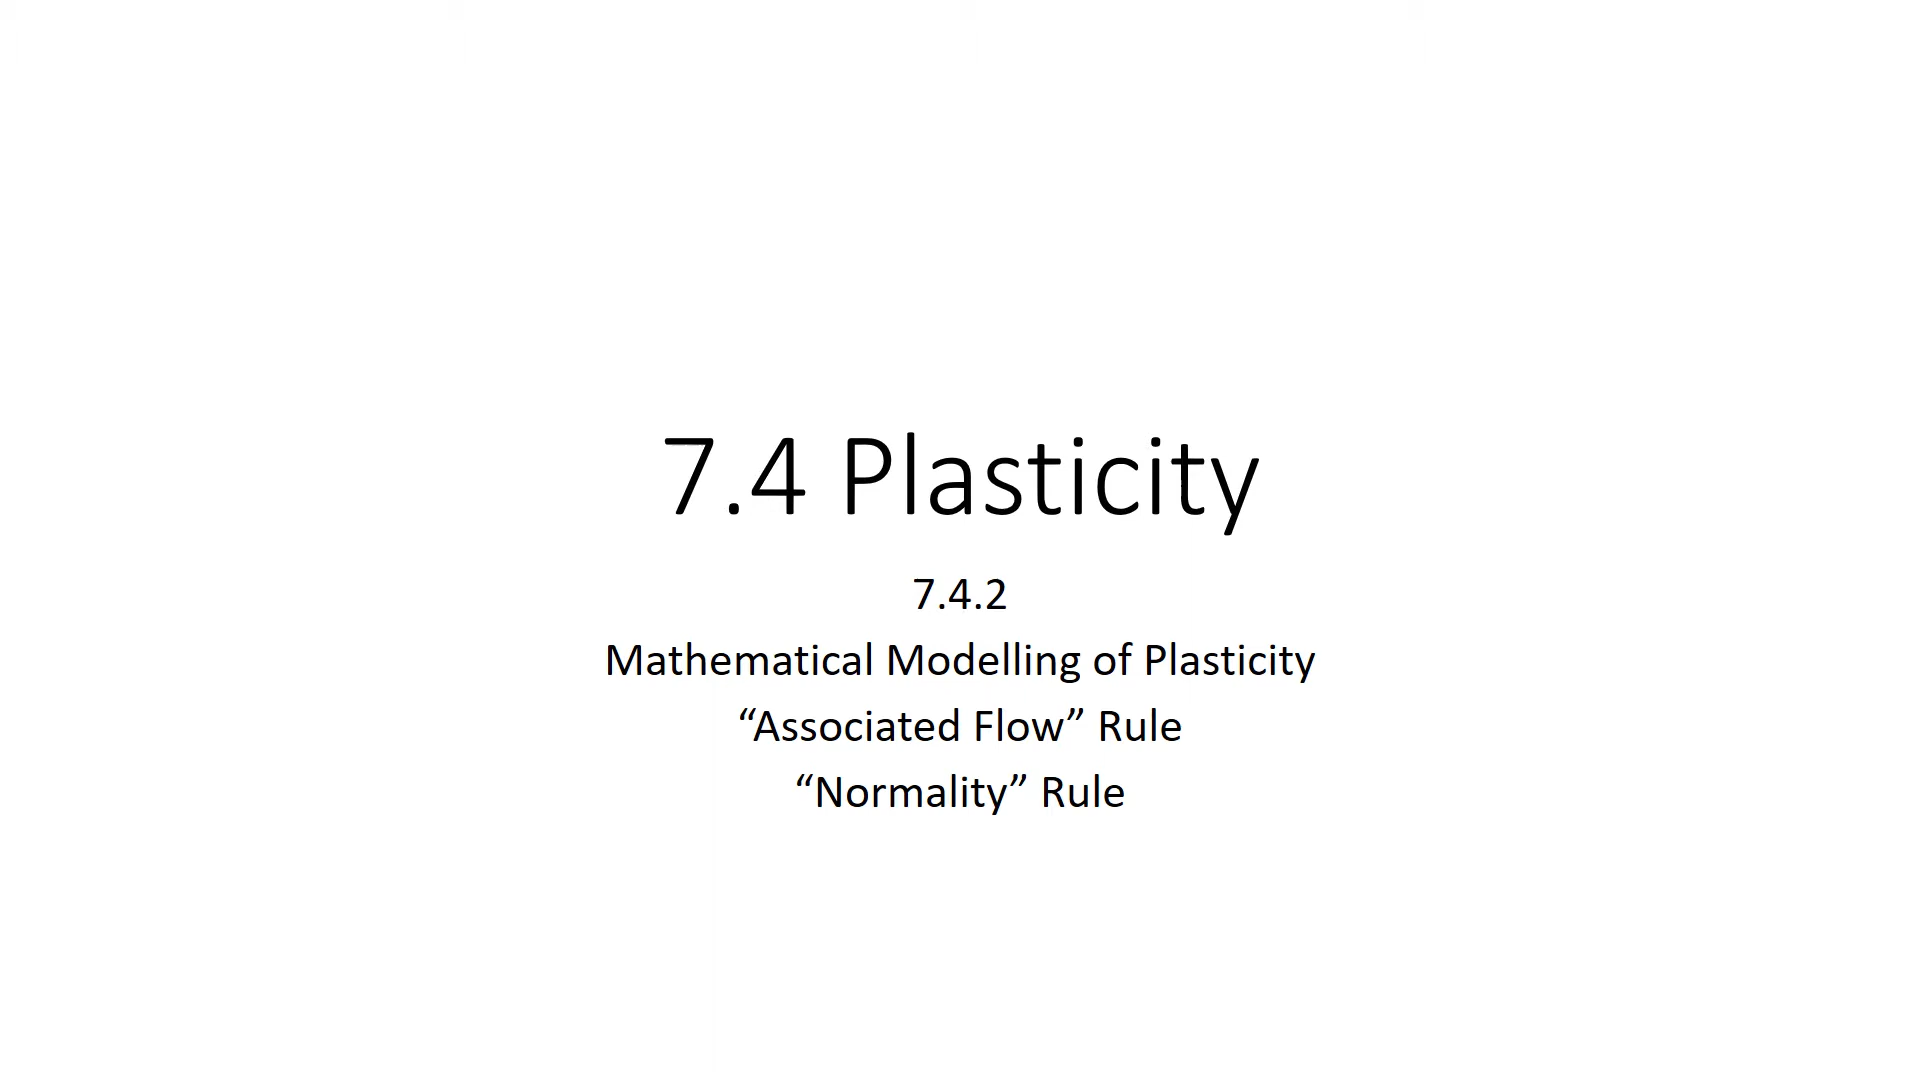 7.4 Plasticity
7.4.2
Mathematical Modelling of Plasticity
“Associated Flow” Rule
“Normality” Rule